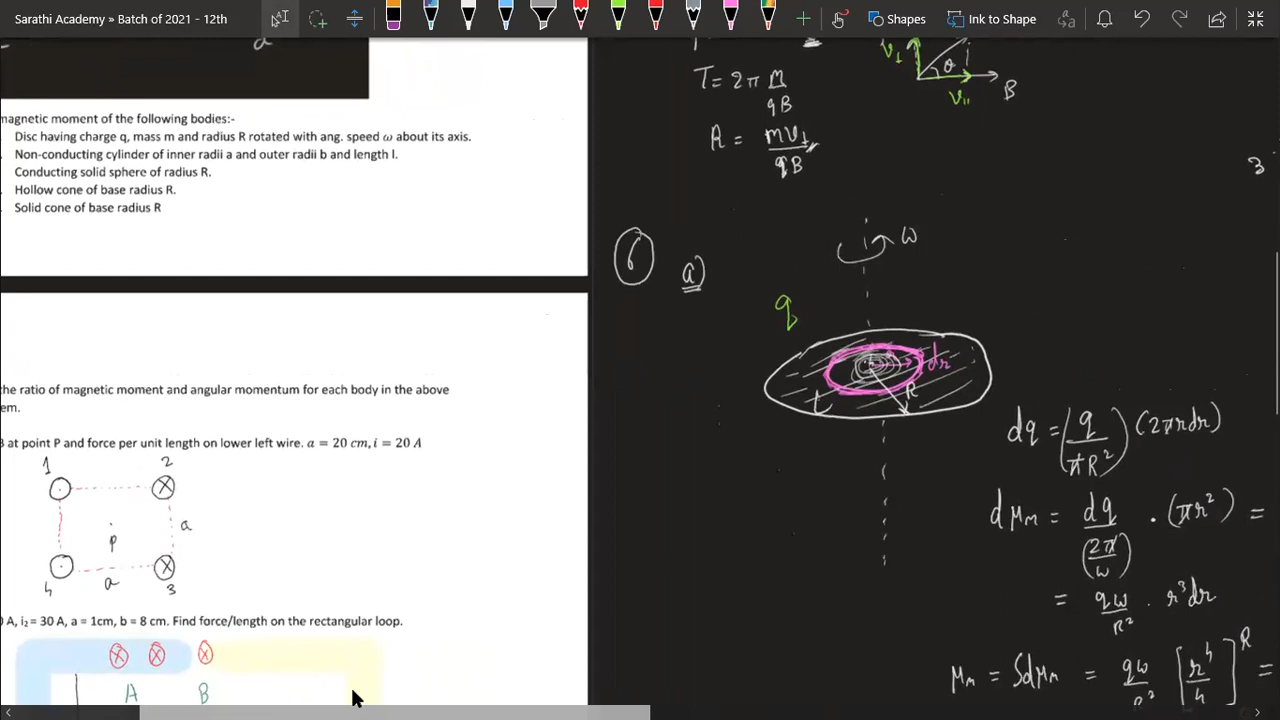 Sarathi Academy » Batch of 2021 - 12th
Shapes
Ink to Shape
a
magnetic moment of the following bodies:-
Disc having charge q, mass m and radius R rotated with ang. speed ω about its axis.
Non-conducting cylinder of inner radii a and outer radii b and length l.
Conducting solid sphere of radius R.
Hollow cone of base radius R.
Solid cone of base radius R
the ratio of magnetic moment and angular momentum for each body in the above
em.
B at point P and force per unit length on lower left wire. a = 20 cm, i = 20 A
1 2
a
P
4 a 3
0 A, i₂ = 30 A, a = 1cm, b = 8 cm. Find force/length on the rectangular loop.
A B
V⊥ θ
V|| B
T = 2π m/qB
R = mV⊥/qB
3
6 a)
ω
q
dr
R
dq = (q/πR²) (2πrdr)
dμm = dq/(2π/ω) · (πr²) =
= qω/R² · r³dr
μm = ∫dμm = qω/R² [r⁴/4]ᴿ =